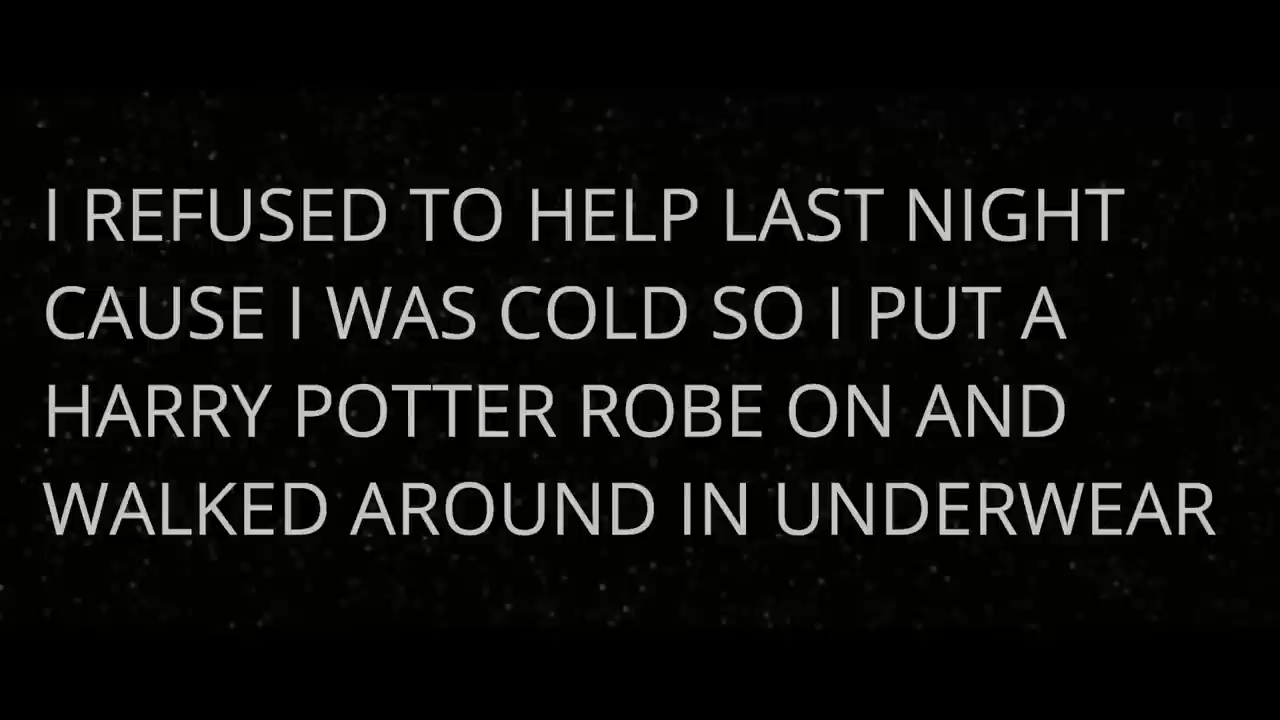 I REFUSED TO HELP LAST NIGHT
CAUSE I WAS COLD SO I PUT A
HARRY POTTER ROBE ON AND
WALKED AROUND IN UNDERWEAR